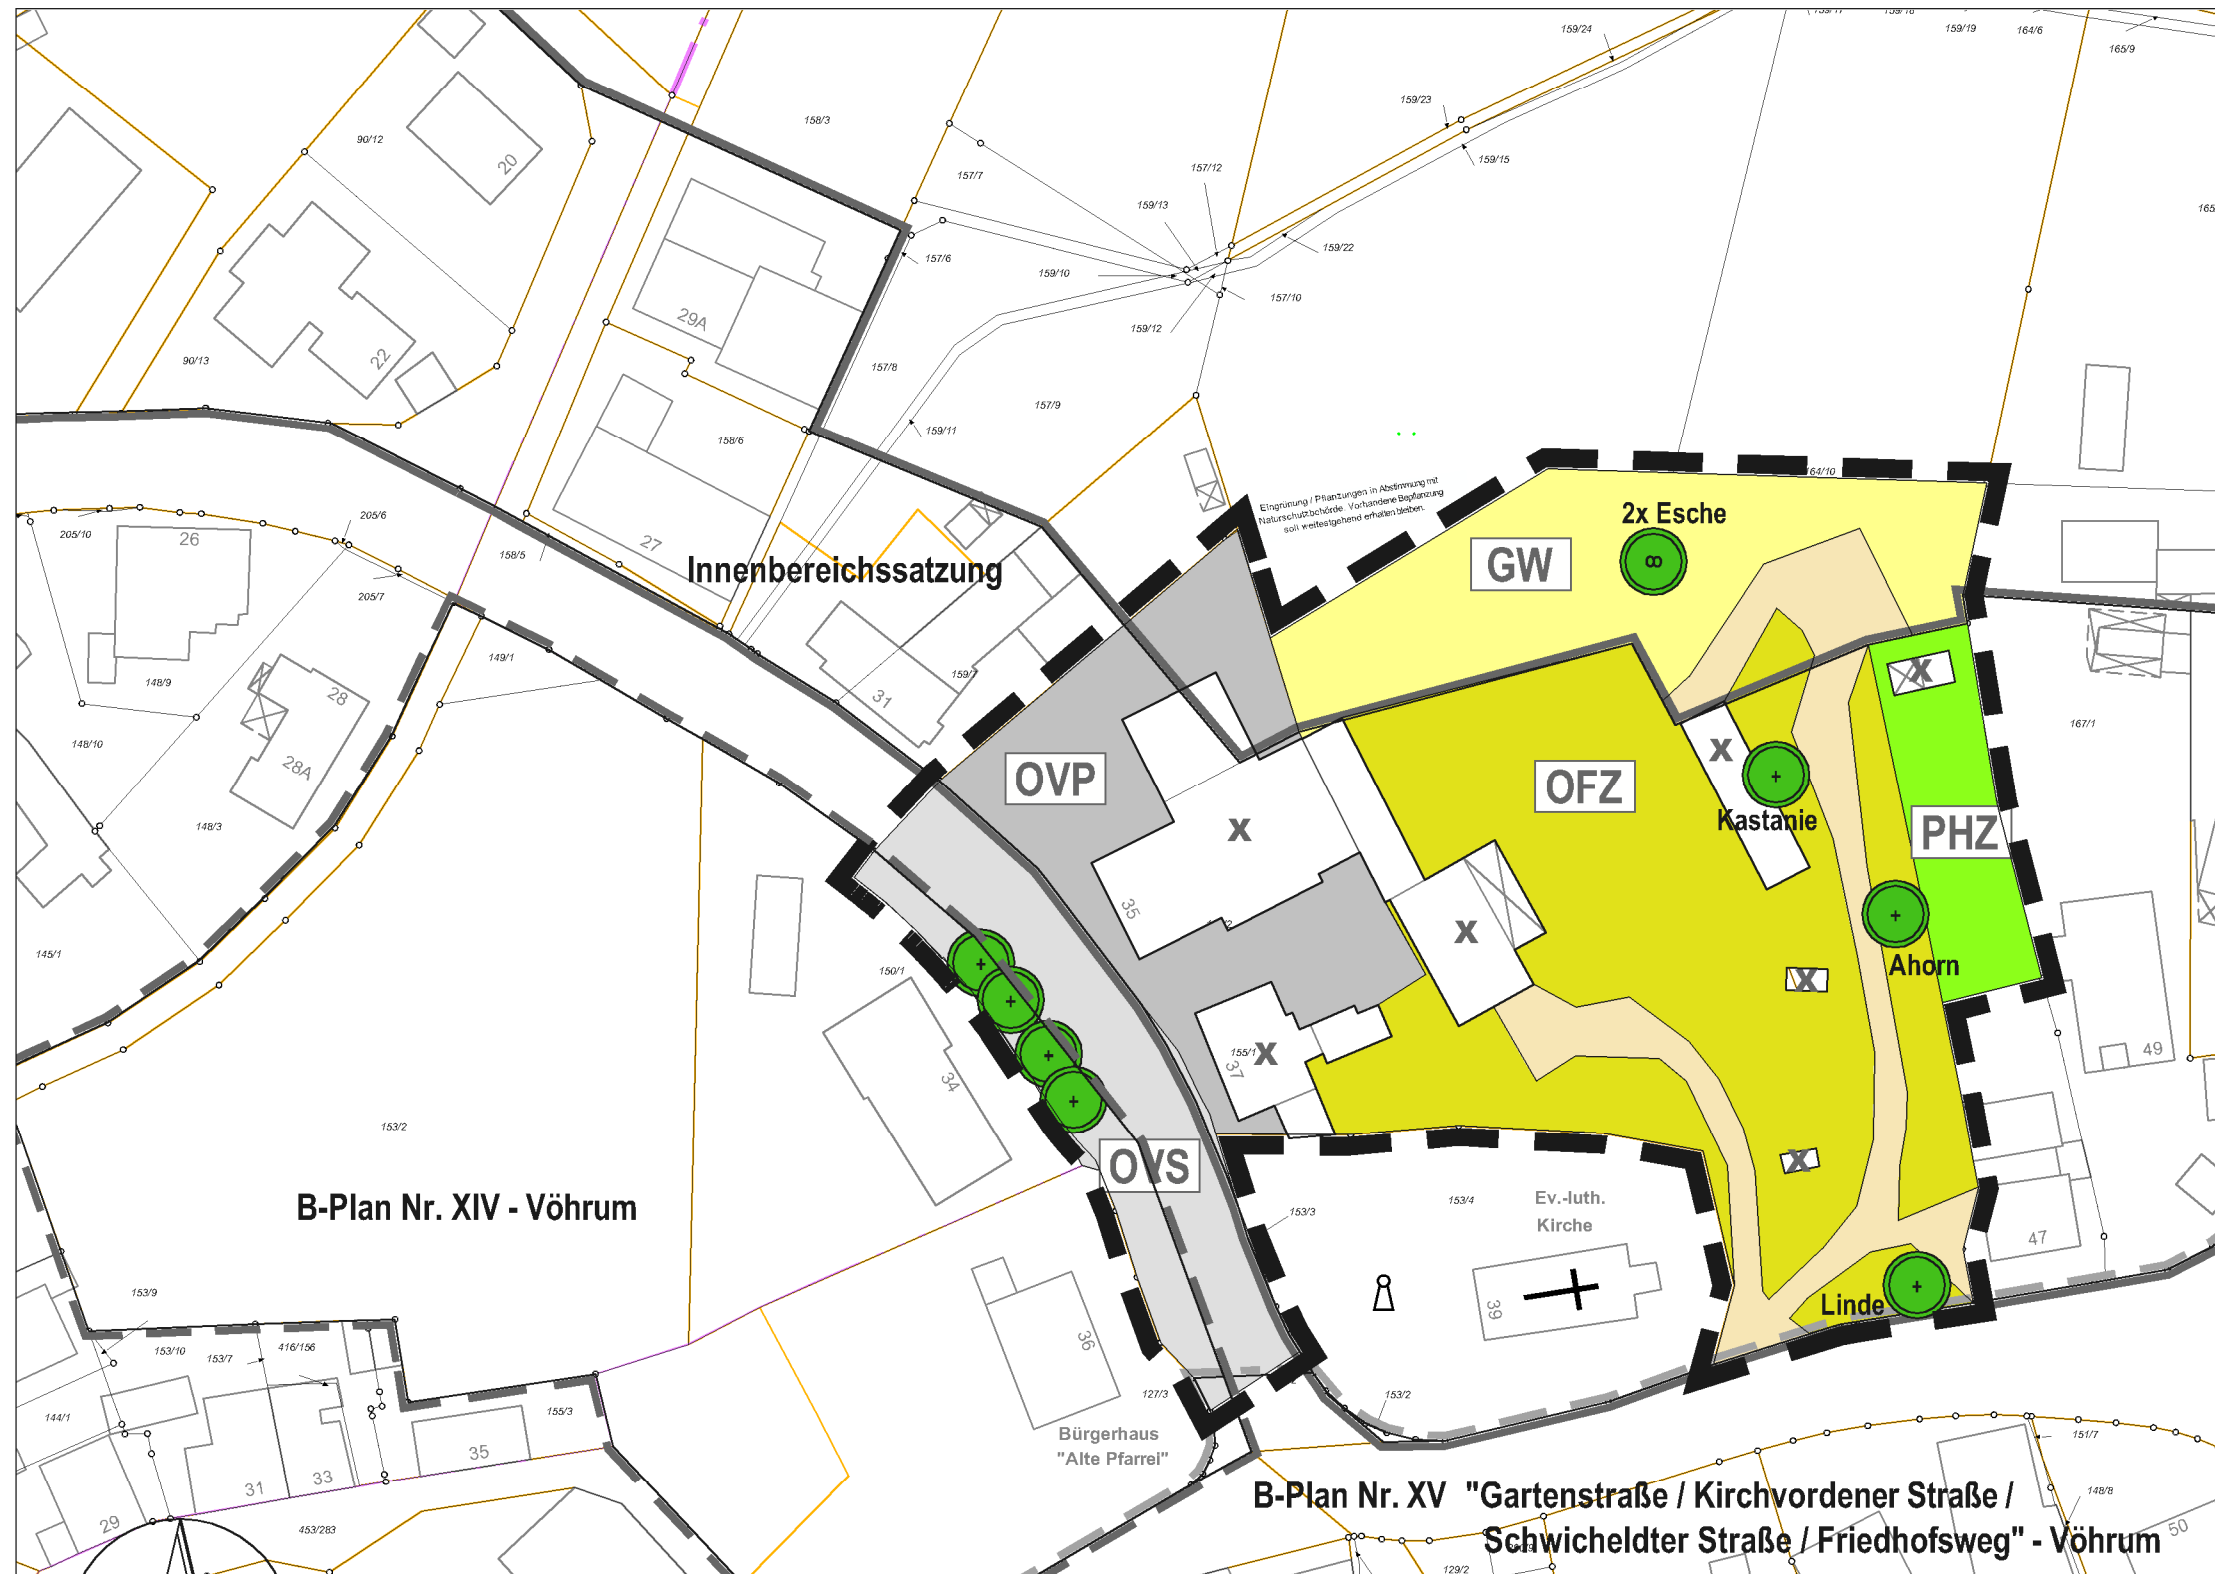 159/24
159/19
164/6
165/9
158/3
90/12
20
159/23
159/15
157/7
157/12
159/13
159/22
157/6
159/10
157/10
159/12
29A
22
90/13
157/8
157/9
158/6
159/11
164/10
Eingrünung / Pflanzungen in Abstimmung mit
Naturschutzbehörde. Vorhandene Bepflanzung
soll weitestgehend erhalten bleiben.
2x Esche
GW
205/10
205/6
26
158/5
27
Innenbereichssatzung
205/7
149/1
148/9
28
159/7
31
x
167/1
148/10
28A
OVP
OFZ
x
Kastanie
PHZ
148/3
x
35
x
145/1
150/1
Ahorn
x
34
155/1
x
37
49
153/2
OVS
x
B-Plan Nr. XIV - Vöhrum
153/3
153/4
Ev.-luth.
Kirche
47
39
Linde
153/9
36
153/10
153/7
416/156
144/1
155/3
127/3
153/2
Bürgerhaus
"Alte Pfarrei"
35
31
33
29
453/283
151/7
148/8
B-Plan Nr. XV "Gartenstraße / Kirchvordener Straße /
Schwicheldter Straße / Friedhofsweg" - Vöhrum
50
129/2